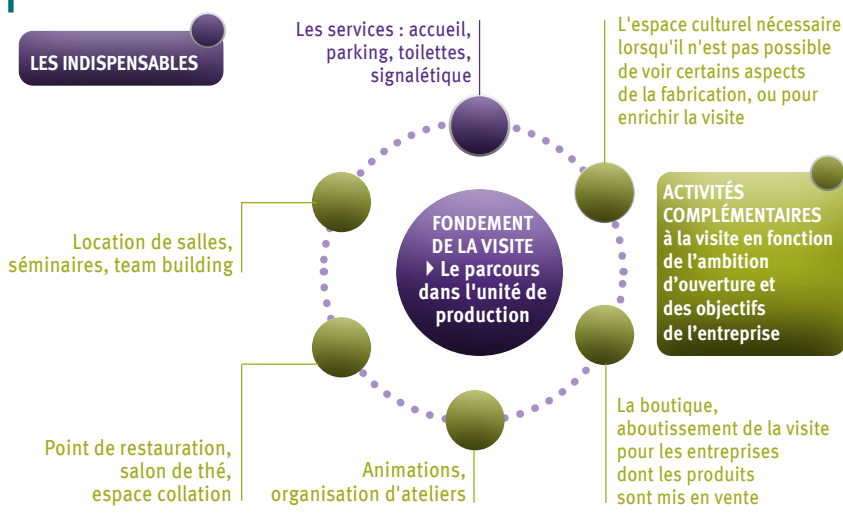 LES INDISPENSABLES
Les services : accueil,
parking, toilettes,
signalétique
L'espace culturel nécessaire
lorsqu'il n'est pas possible
de voir certains aspects
de la fabrication, ou pour
enrichir la visite
ACTIVITÉS
COMPLÉMENTAIRES
à la visite en fonction
de l'ambition
d'ouverture et
des objectifs
de l'entreprise
FONDEMENT
DE LA VISITE
Le parcours
dans l'unité de
production
Location de salles,
séminaires, team building
Point de restauration,
salon de thé,
espace collation
Animations,
organisation d'ateliers
La boutique,
aboutissement de la visite
pour les entreprises
dont les produits
sont mis en vente